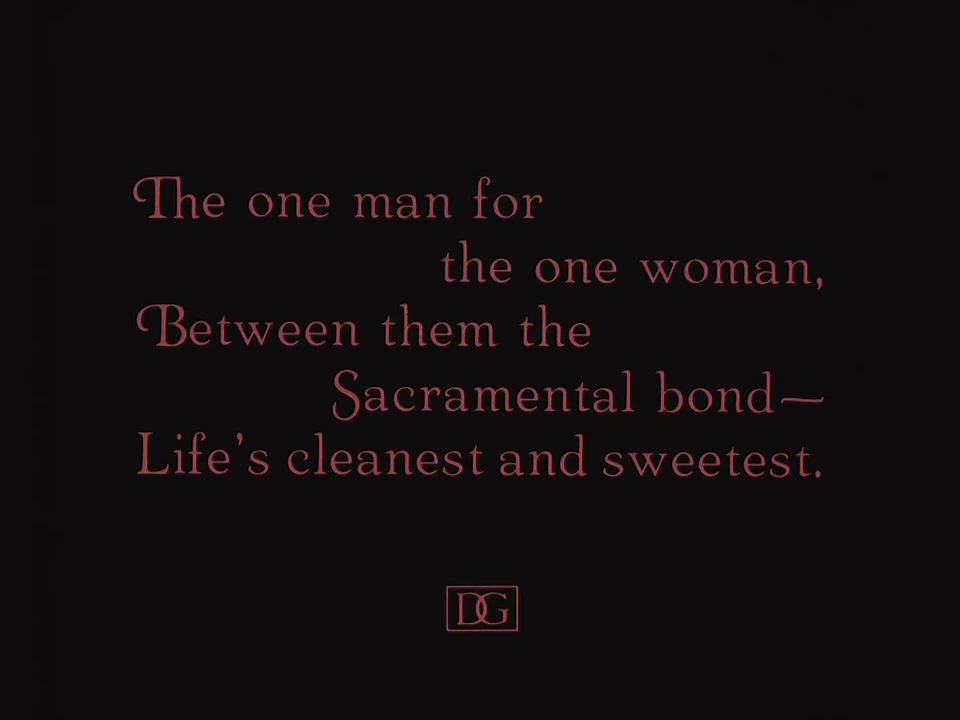 The one man for
the one woman,
Between them the
Sacramental bond—
Life's cleanest and sweetest.
DG